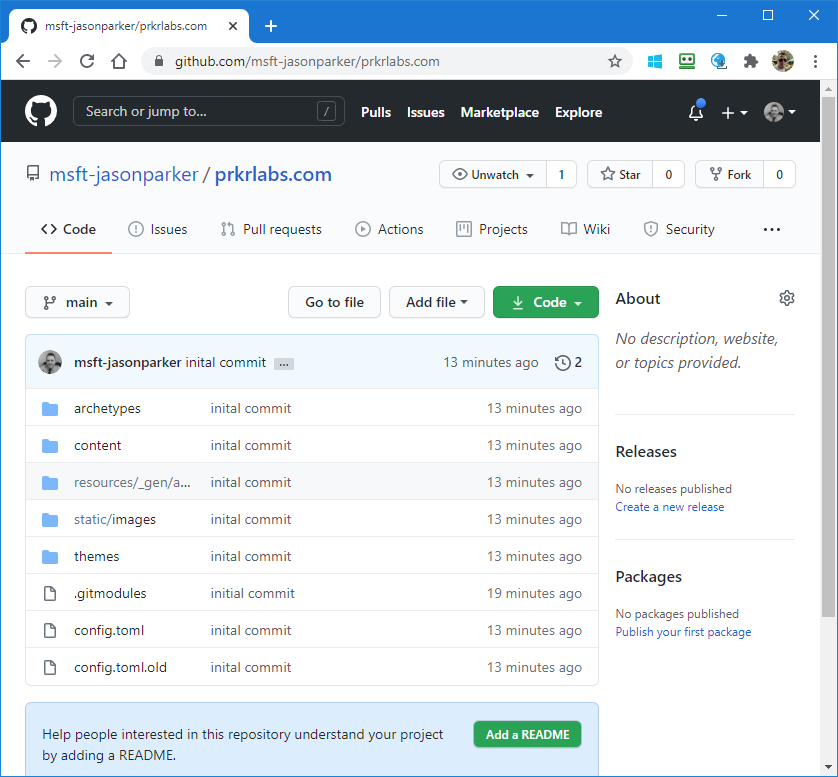 msft-jasonparker/prkrlabs.com
github.com/msft-jasonparker/prkrlabs.com
Search or jump to... /
Pulls Issues Marketplace Explore
msft-jasonparker / prkrlabs.com
Unwatch 1 Star 0 Fork 0
Code Issues Pull requests Actions Projects Wiki Security ...
main Go to file Add file Code
msft-jasonparker inital commit ... 13 minutes ago 2
archetypes inital commit 13 minutes ago
content inital commit 13 minutes ago
resources/_gen/a... inital commit 13 minutes ago
static/images inital commit 13 minutes ago
themes inital commit 13 minutes ago
.gitmodules initial commit 19 minutes ago
config.toml inital commit 13 minutes ago
config.toml.old inital commit 13 minutes ago
Help people interested in this repository understand your project
by adding a README.
Add a README
About
No description, website,
or topics provided.
Releases
No releases published
Create a new release
Packages
No packages published
Publish your first package